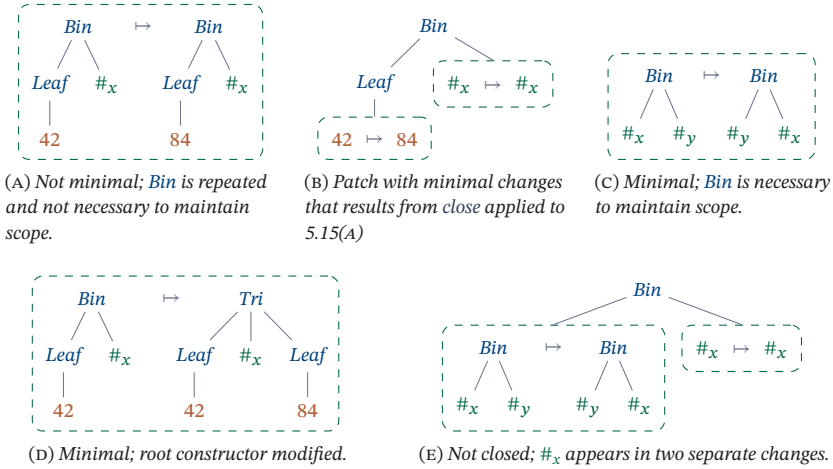 Bin ↦ Bin
Leaf #x Leaf #x
42 84
(A) Not minimal; Bin is repeated
and not necessary to maintain
scope.
Bin
Leaf #x ↦ #x
42 ↦ 84
(B) Patch with minimal changes
that results from close applied to
5.15(A)
Bin ↦ Bin
#x #y #y #x
(C) Minimal; Bin is necessary
to maintain scope.
Bin ↦ Tri
Leaf #x Leaf #x Leaf
42 42 84
(D) Minimal; root constructor modified.
Bin
Bin ↦ Bin #x ↦ #x
#x #y #y #x
(E) Not closed; #x appears in two separate changes.